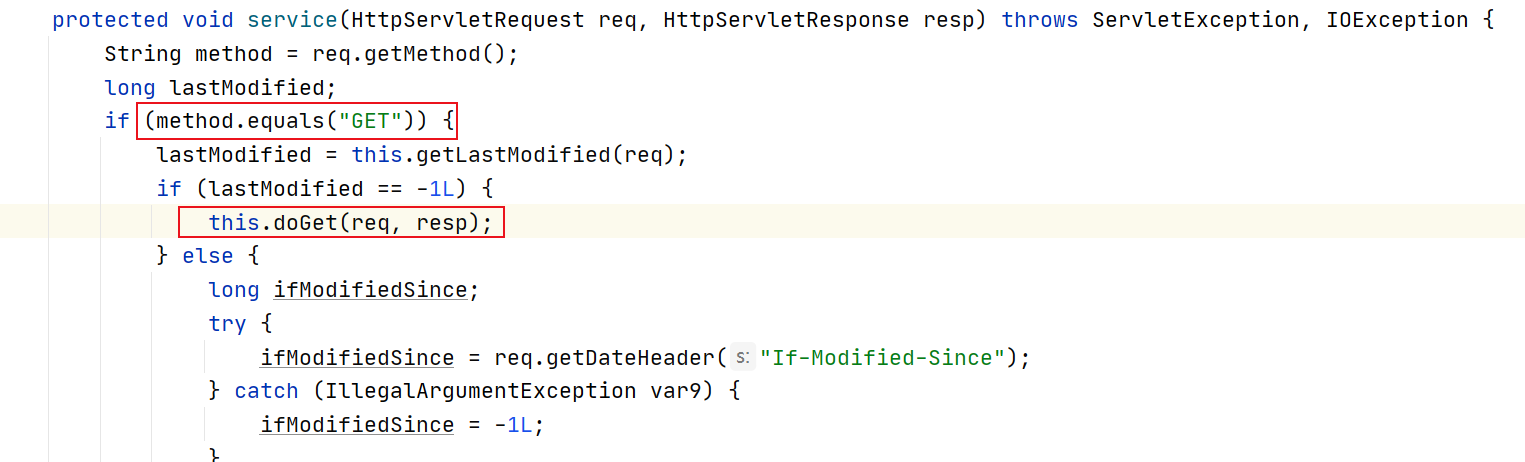 protected void service(HttpServletRequest req, HttpServletResponse resp) throws ServletException, IOException {
String method = req.getMethod();
long lastModified;
if (method.equals("GET")) {
lastModified = this.getLastModified(req);
if (lastModified == -1L) {
this.doGet(req, resp);
} else {
long ifModifiedSince;
try {
ifModifiedSince = req.getDateHeader( s: "If-Modified-Since");
} catch (IllegalArgumentException var9) {
ifModifiedSince = -1L;
}